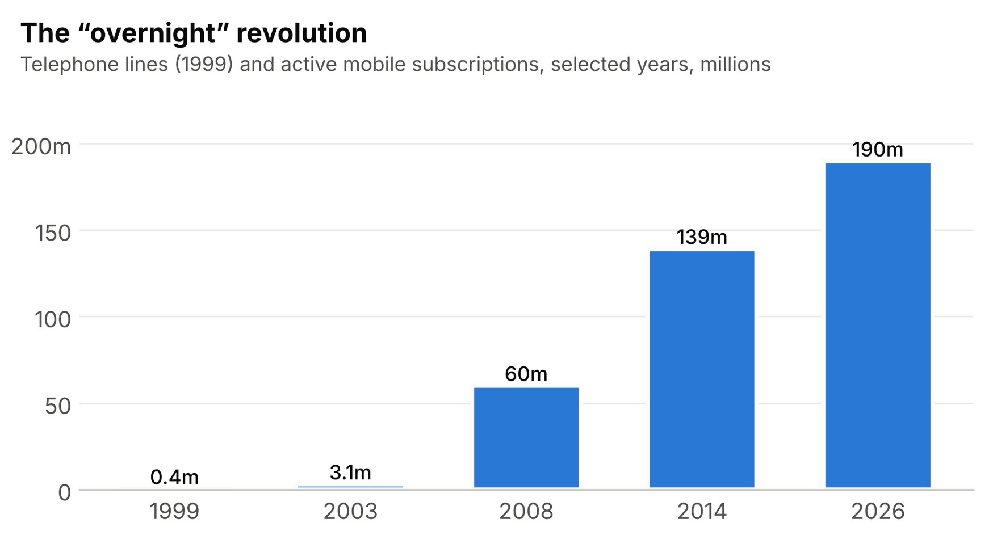 The “overnight” revolution
Telephone lines (1999) and active mobile subscriptions, selected years, millions
200m
150
100
50
0
0.4m
3.1m
60m
139m
190m
1999
2003
2008
2014
2026